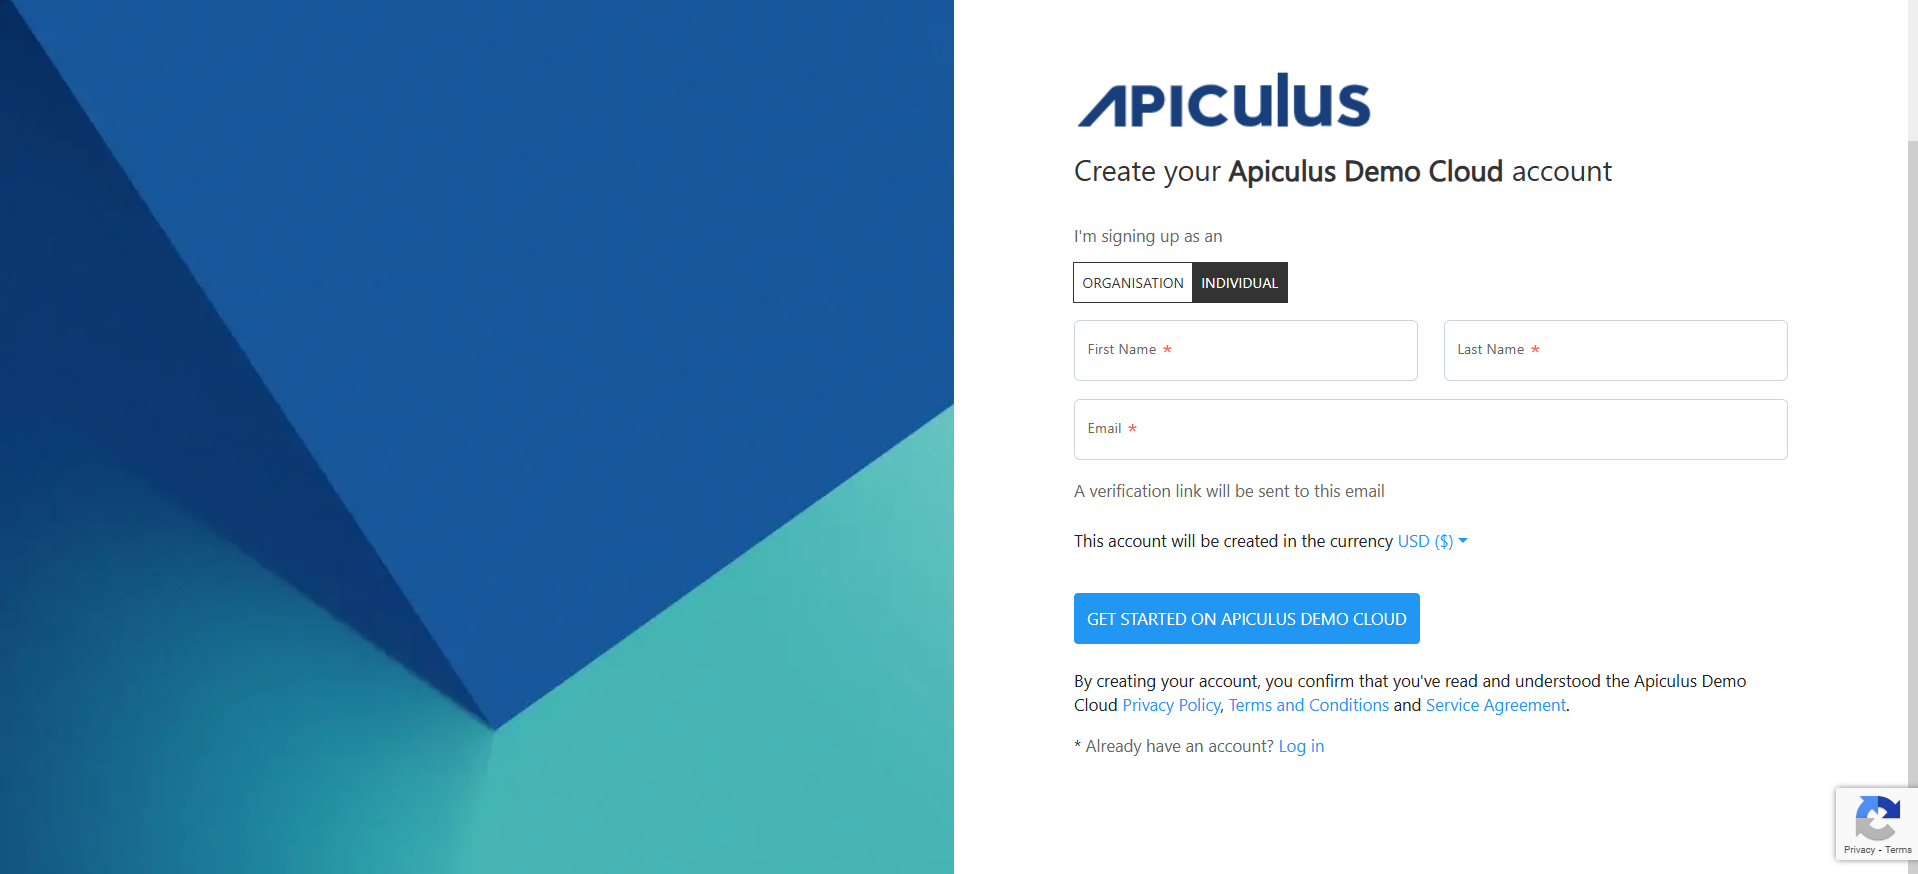 APICULUS
Create your Apiculus Demo Cloud account
I'm signing up as an
ORGANISATION INDIVIDUAL
First Name * Last Name *
Email *
A verification link will be sent to this email
This account will be created in the currency USD ($)
GET STARTED ON APICULUS DEMO CLOUD
By creating your account, you confirm that you've read and understood the Apiculus Demo
Cloud Privacy Policy, Terms and Conditions and Service Agreement.
* Already have an account? Log in
Privacy - Terms